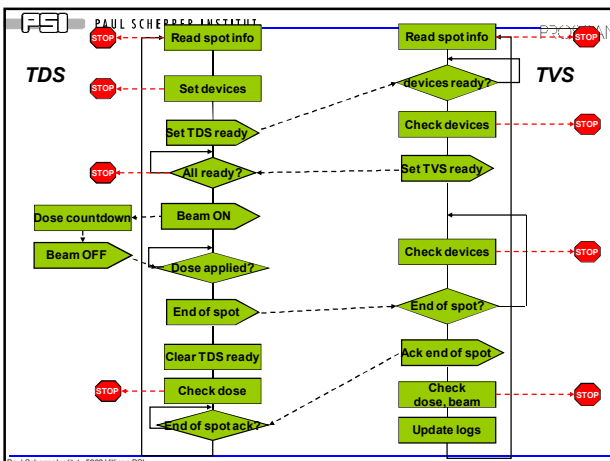 PSI PAUL SCHERRER INSTITUT
STOP
Read spot info
Read spot info
STOP
TDS
TVS
STOP
Set devices
devices ready?
Set TDS ready
Check devices
STOP
STOP
All ready?
Set TVS ready
Dose countdown
Beam ON
Beam OFF
Dose applied?
Check devices
STOP
End of spot
End of spot?
Clear TDS ready
Ack end of spot
STOP
Check dose
Check
dose, beam
STOP
End of spot ack?
Update logs